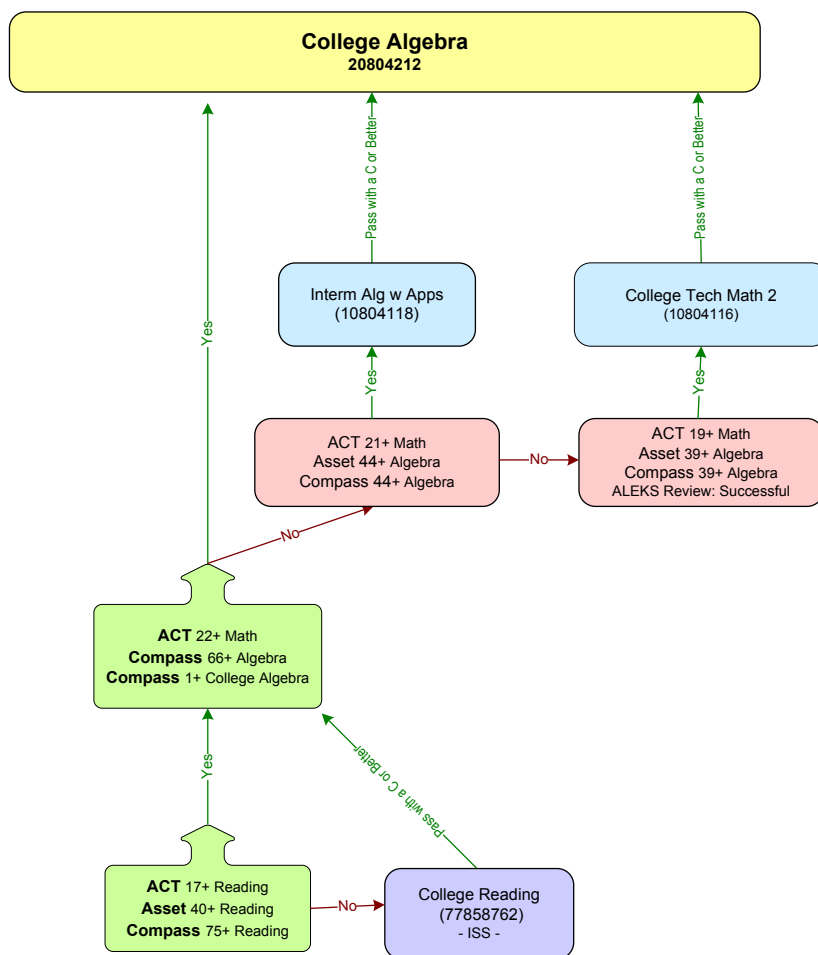 College Algebra
20804212
Pass with a C or Better
Pass with a C or Better
Interm Alg w Apps
(10804118)
College Tech Math 2
(10804116)
Yes
Yes
Yes
ACT 21+ Math
Asset 44+ Algebra
Compass 44+ Algebra
No
ACT 19+ Math
Asset 39+ Algebra
Compass 39+ Algebra
ALEKS Review: Successful
No
ACT 22+ Math
Compass 66+ Algebra
Compass 1+ College Algebra
Yes
Pass with a C or Better
ACT 17+ Reading
Asset 40+ Reading
Compass 75+ Reading
No
College Reading
(77858762)
- ISS -